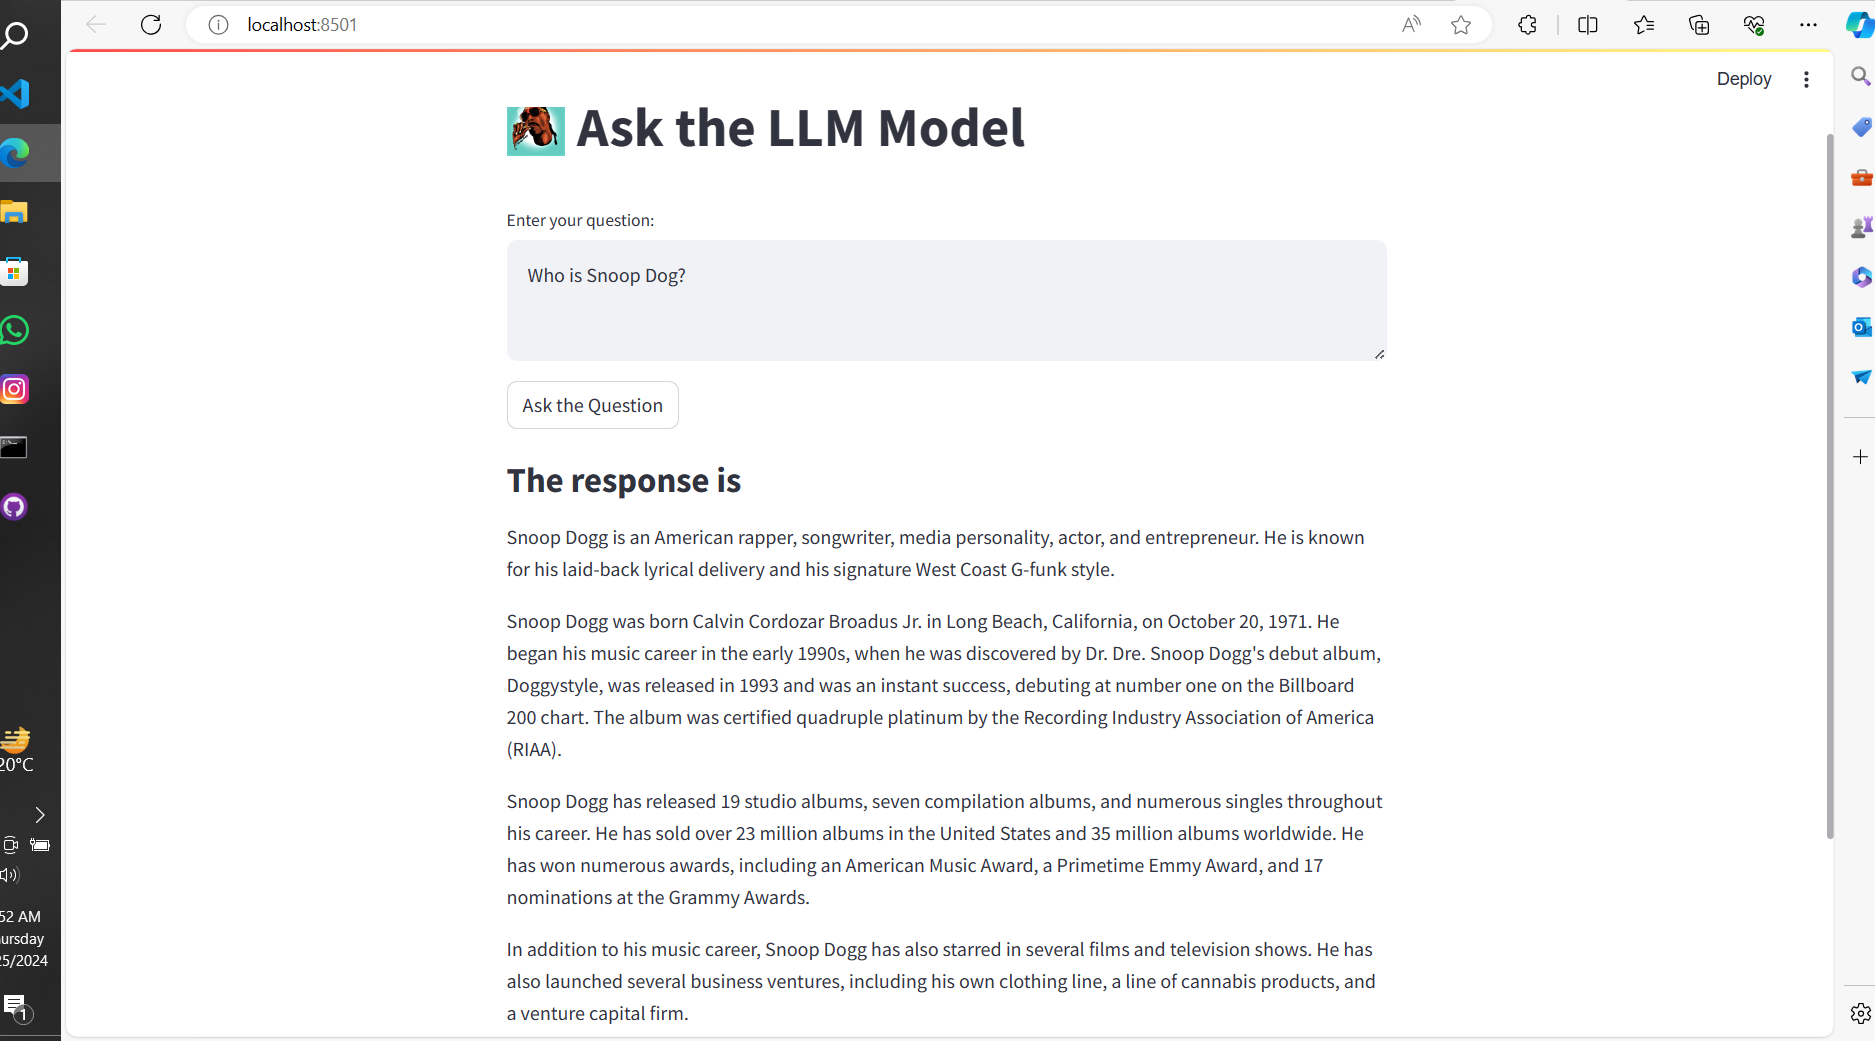 localhost:8501
Deploy
Ask the LLM Model
Enter your question:
Who is Snoop Dog?
Ask the Question
The response is
Snoop Dogg is an American rapper, songwriter, media personality, actor, and entrepreneur. He is known
for his laid-back lyrical delivery and his signature West Coast G-funk style.
Snoop Dogg was born Calvin Cordozar Broadus Jr. in Long Beach, California, on October 20, 1971. He
began his music career in the early 1990s, when he was discovered by Dr. Dre. Snoop Dogg's debut album,
Doggystyle, was released in 1993 and was an instant success, debuting at number one on the Billboard
200 chart. The album was certified quadruple platinum by the Recording Industry Association of America
(RIAA).
Snoop Dogg has released 19 studio albums, seven compilation albums, and numerous singles throughout
his career. He has sold over 23 million albums in the United States and 35 million albums worldwide. He
has won numerous awards, including an American Music Award, a Primetime Emmy Award, and 17
nominations at the Grammy Awards.
In addition to his music career, Snoop Dogg has also starred in several films and television shows. He has
also launched several business ventures, including his own clothing line, a line of cannabis products, and
a venture capital firm.
20°C
52 AM
ursday
25/2024
1